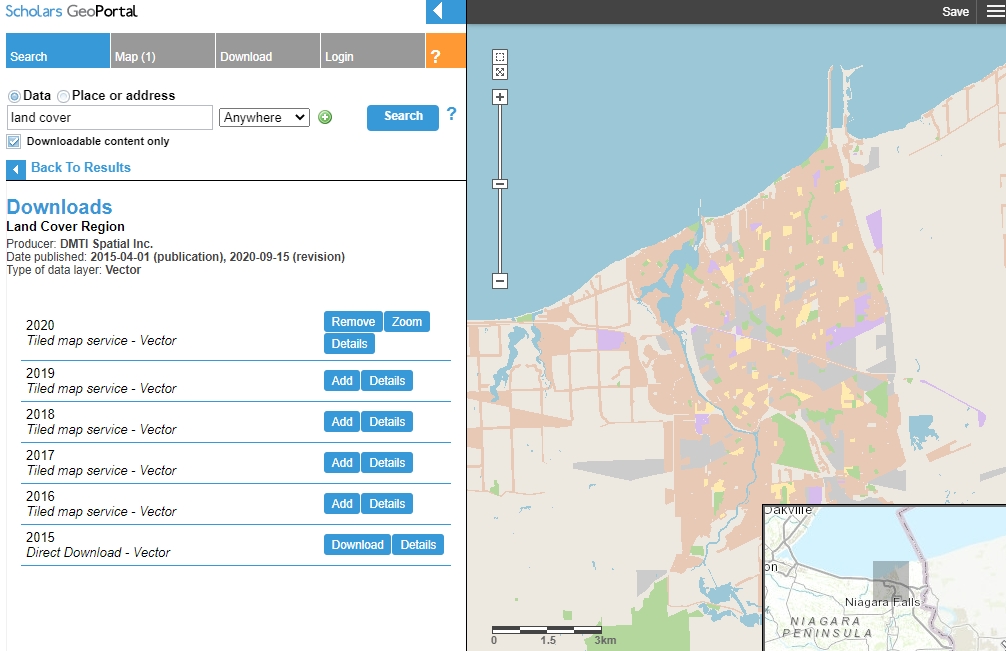 Scholars GeoPortal
Save
Search
Map (1)
Download
Login
?
Data
Place or address
land cover
Anywhere
Search
?
Downloadable content only
Back To Results
Downloads
Land Cover Region
Producer: DMTI Spatial Inc.
Date published: 2015-04-01 (publication), 2020-09-15 (revision)
Type of data layer: Vector
2020
Tiled map service - Vector
Remove
Zoom
Details
2019
Tiled map service - Vector
Add
Details
2018
Tiled map service - Vector
Add
Details
2017
Tiled map service - Vector
Add
Details
2016
Tiled map service - Vector
Add
Details
2015
Direct Download - Vector
Download
Details
0 1.5 3km
Oakville
on
Niagara Falls
NIAGARA
PENINSULA